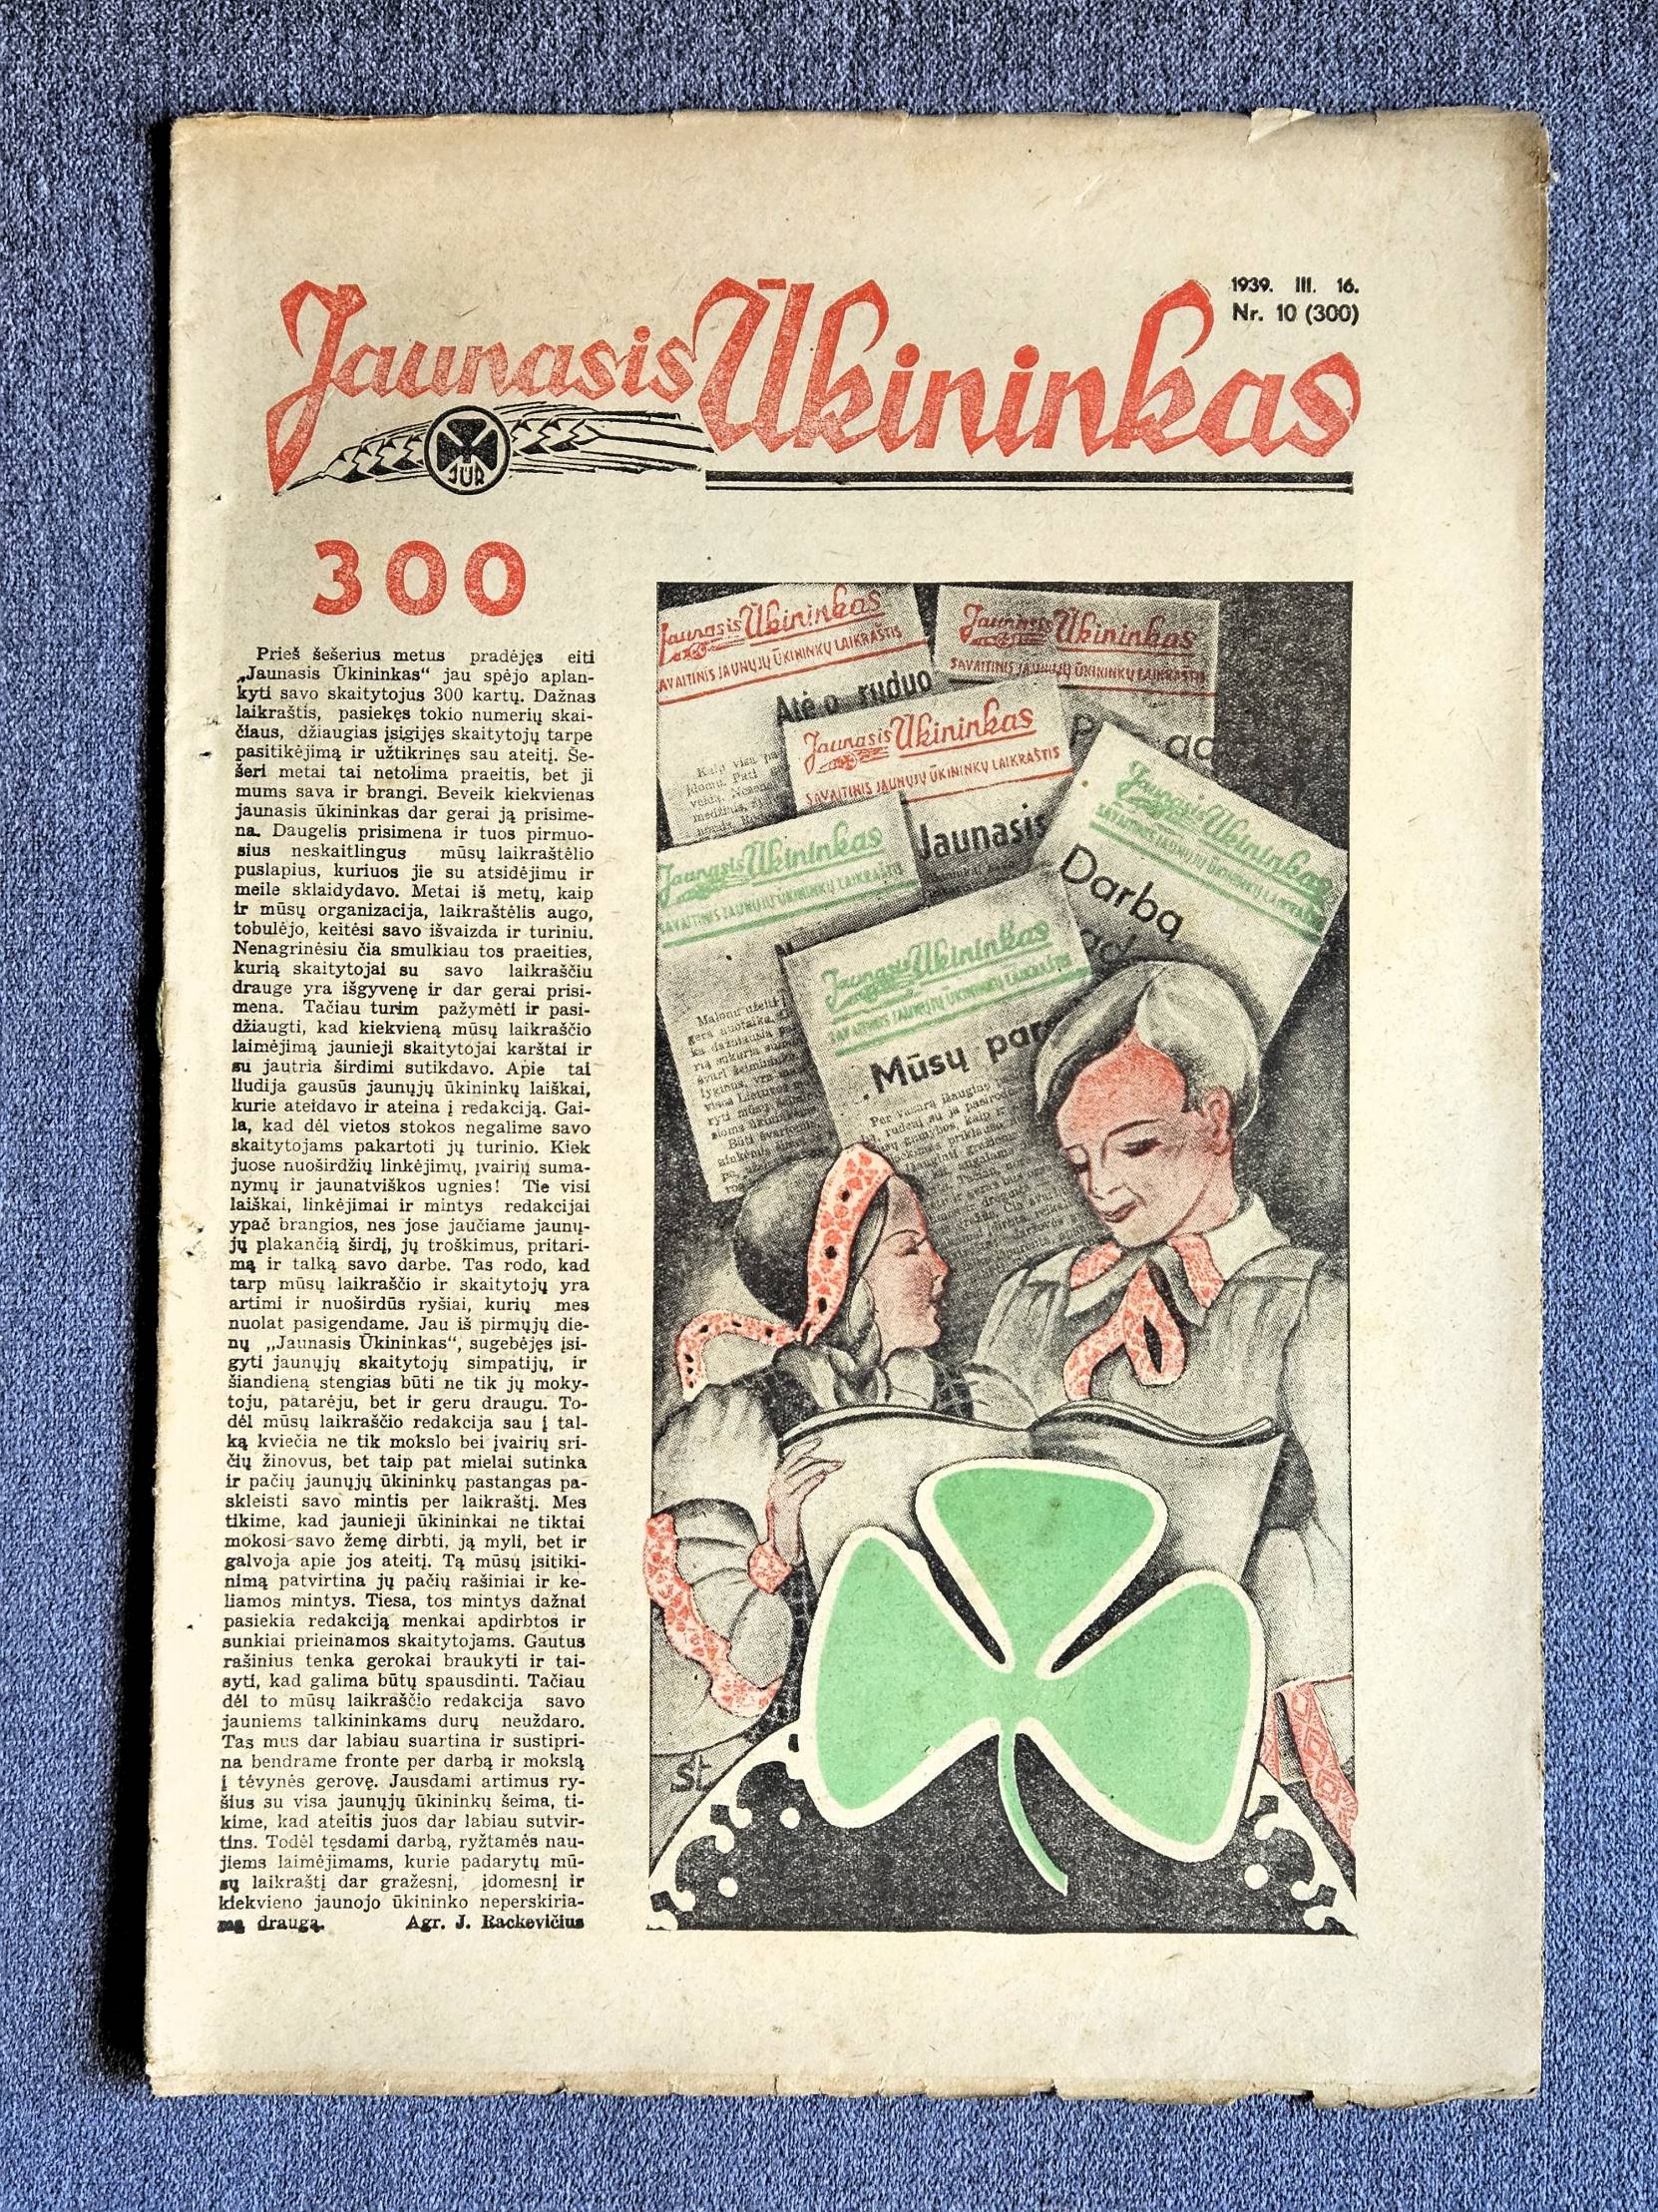 Jaunasis Ūkininkas
1939. III. 16.
Nr. 10 (300)
JŪR
300
Prieš šešerius metus pradėjęs eiti
„Jaunasis Ūkininkas“ jau spėjo aplan-
kyti savo skaitytojus 300 kartų. Dažnas
laikraštis, pasiekęs tokio numerių skai-
čiaus, džiaugias įsigijęs skaitytojų tarpe
pasitikėjimą ir užtikrinęs sau ateitį. Še-
šeri metai tai netolima praeitis, bet ji
mums sava ir brangi. Beveik kiekvienas
jaunasis ūkininkas dar gerai ją prisime-
na. Daugelis prisimena ir tuos pirmuo-
sius neskaitlingus mūsų laikraštėlio
puslapius, kuriuos jie su atsidėjimu ir
meile sklaidydavo. Metai iš metų, kaip
ir mūsų organizacija, laikraštėlis augo,
tobulėjo, keitėsi savo išvaizda ir turiniu.
Nenagrinėsiu čia smulkiau tos praeities,
kurią skaitytojai su savo laikraščiu
drauge yra išgyvenę ir dar gerai prisi-
mena. Tačiau turim pažymėti ir pasi-
džiaugti, kad kiekvieną mūsų laikraščio
laimėjimą jaunieji skaitytojai karštai ir
su jautria širdimi sutikdavo. Apie tai
liudija gausūs jaunųjų ūkininkų laiškai,
kurie ateidavo ir ateina į redakciją. Gai-
la, kad dėl vietos stokos negalime savo
skaitytojams pakartoti jų turinio. Kiek
juose nuoširdžių linkėjimų, įvairių suma-
nymų ir jaunatviškos ugnies! Tie visi
laiškai, linkėjimai ir mintys redakcijai
ypač brangios, nes jose jaučiame jaunų-
jų plakančią širdį, jų troškimus, pritari-
mą ir talką savo darbe. Tas rodo, kad
tarp mūsų laikraščio ir skaitytojų yra
artimi ir nuoširdūs ryšiai, kurių mes
nuolat pasigendame. Jau iš pirmųjų die-
nų „Jaunasis Ūkininkas“, sugebėjęs įsi-
gyti jaunųjų skaitytojų simpatijų, ir
šiandieną stengias būti ne tik jų moky-
toju, patarėju, bet ir geru draugu. To-
dėl mūsų laikraščio redakcija sau į tal-
ką kviečia ne tik mokslo bei įvairių sri-
čių žinovus, bet taip pat mielai sutinka
ir pačių jaunųjų ūkininkų pastangas pa-
skleisti savo mintis per laikraštį. Mes
tikime, kad jaunieji ūkininkai ne tiktai
mokosi savo žemę dirbti, ją myli, bet ir
galvoja apie jos ateitį. Tą mūsų įsitiki-
nimą patvirtina jų pačių rašiniai ir ke-
liamos mintys. Tiesa, tos mintys dažnai
pasiekia redakciją menkai apdirbtos ir
sunkiai prieinamos skaitytojams. Gautus
rašinius tenka gerokai braukyti ir tai-
syti, kad galima būtų spausdinti. Tačiau
dėl to mūsų laikraščio redakcija savo
jauniems talkininkams durų neuždaro.
Tas mus dar labiau suartina ir sustipri-
na bendrame fronte per darbą ir mokslą
į tėvynės gerovę. Jausdami artimus ry-
šius su visa jaunųjų ūkininkų šeima, ti-
kime, kad ateitis juos dar labiau sutvir-
tins. Todėl tęsdami darbą, ryžtamės nau-
jiems laimėjimams, kurie padarytų mū-
sų laikraštį dar gražesnį, įdomesnį ir
kiekvieno jaunojo ūkininko neperskiria-
mą draugą. Agr. J. Rackevičius
Jaunasis Ūkininkas
AVAITINIS JAUNŲJŲ ŪKININKŲ LAIKRAŠTIS
Atėjo ruduo
Jaunasis Ūkininkas
SAVAITINIS JAUNŲJŲ ŪKININKŲ LAIKRAŠTIS
Jaunasis Ūkininkas
SAVAITINIS JAUNŲJŲ ŪKININKŲ LAIKRAŠTIS
Jaunasis
Jaunasis Ūkininkas
SAVAITINIS JAUNŲJŲ ŪKININKŲ LAIKRAŠTIS
Darbą
Jaunasis Ūkininkas
SAVAITINIS JAUNŲJŲ ŪKININKŲ LAIKRAŠTIS
Jaunasis Ūkininkas
SAVAITINIS JAUNŲJŲ ŪKININKŲ LAIKRAŠTIS
Mūsų par
St